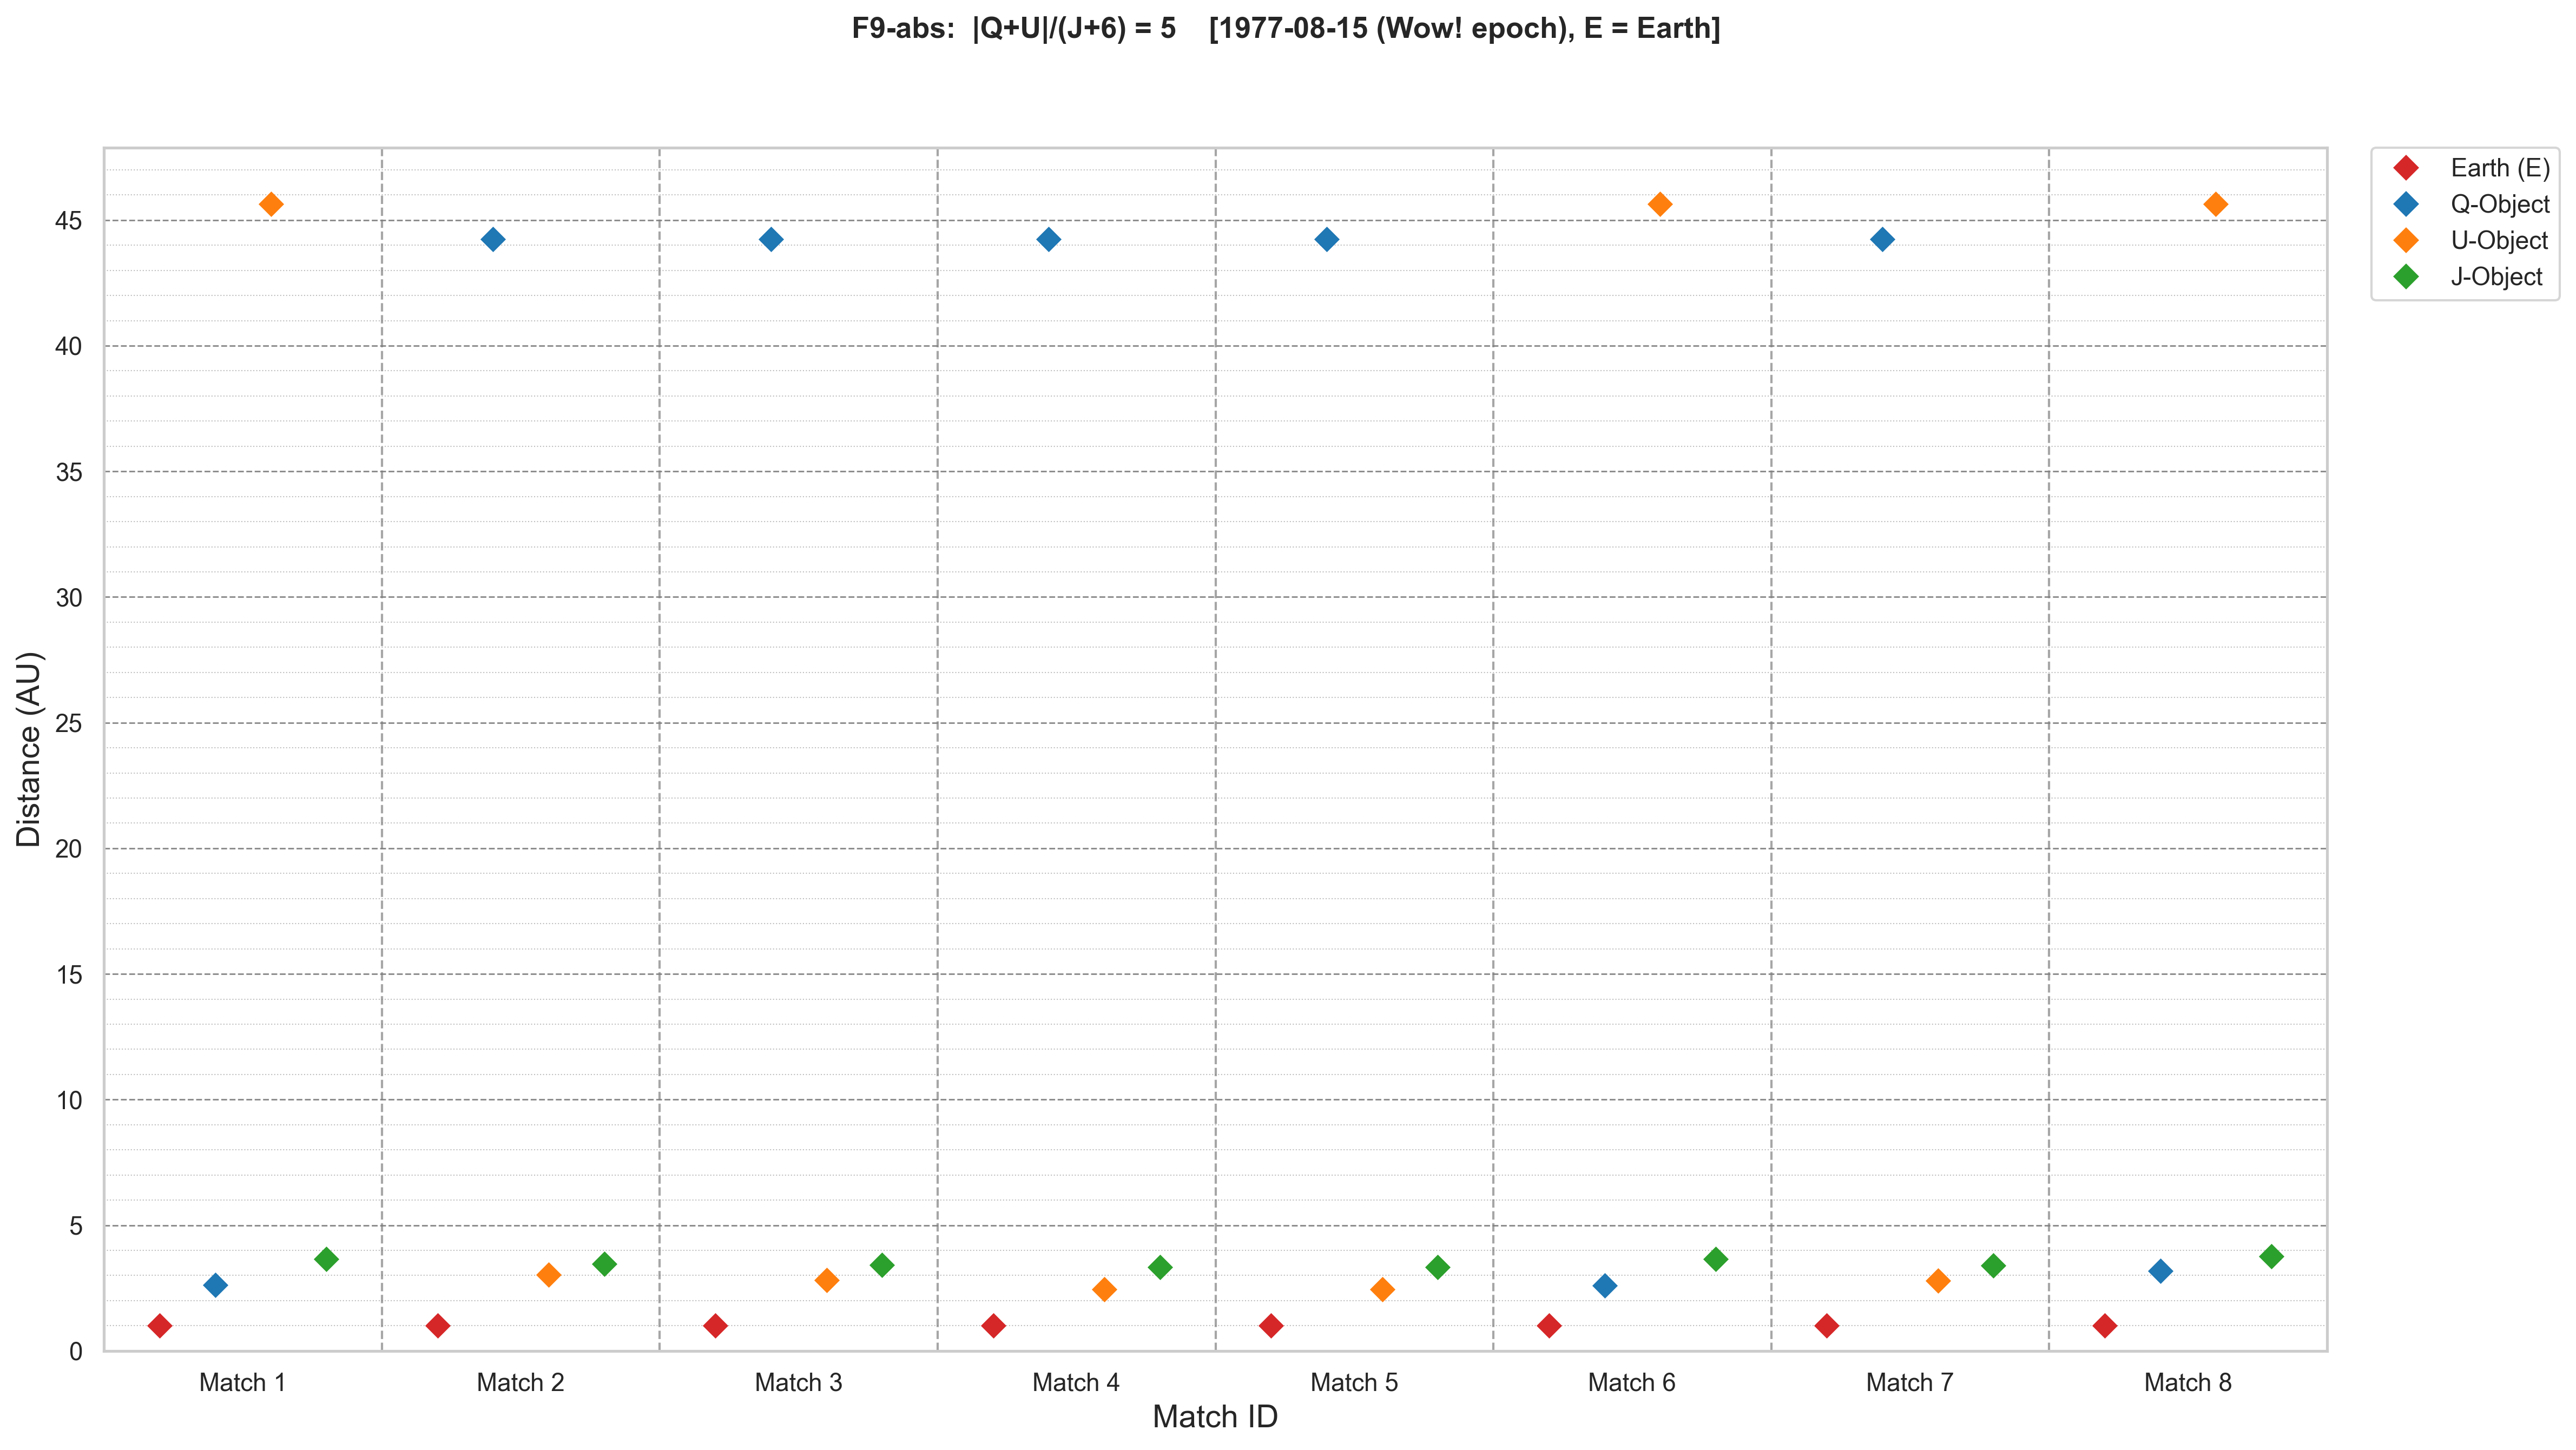 F9-abs:  |Q+U|/(J+6) = 5    [1977-08-15 (Wow! epoch), E = Earth]
Earth (E)
Q-Object
U-Object
J-Object
45
40
35
30
25
20
15
10
5
0
Distance (AU)
Match 1 Match 2 Match 3 Match 4 Match 5 Match 6 Match 7 Match 8
Match ID